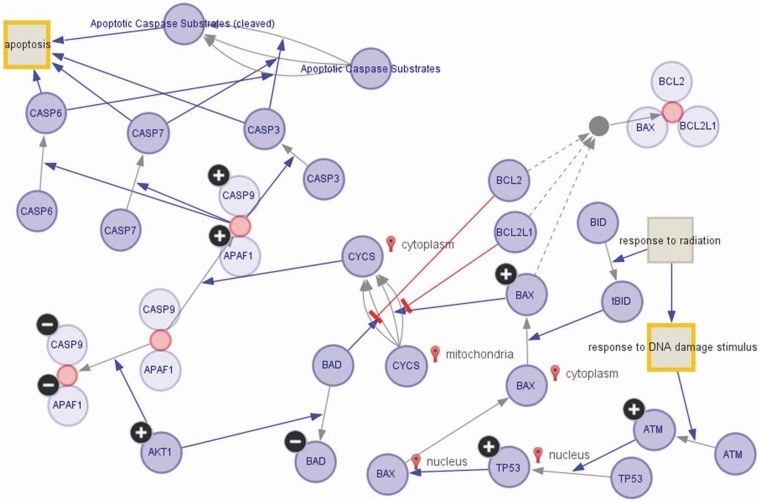 Apoptotic Caspase Substrates (cleaved)
apoptosis
Apoptotic Caspase Substrates
BCL2
BAX
BCL2L1
CASP6
CASP7
CASP3
CASP3
BCL2
CASP6
CASP7
+
CASP9
+
APAF1
BCL2L1
BID
response to radiation
CYCS
cytoplasm
+
BAX
tBID
CASP9
APAF1
−
CASP9
−
APAF1
response to DNA damage stimulus
BAD
CYCS
mitochondria
BAX
cytoplasm
+
AKT1
−
BAD
BAX
nucleus
+
TP53
nucleus
+
ATM
TP53
ATM